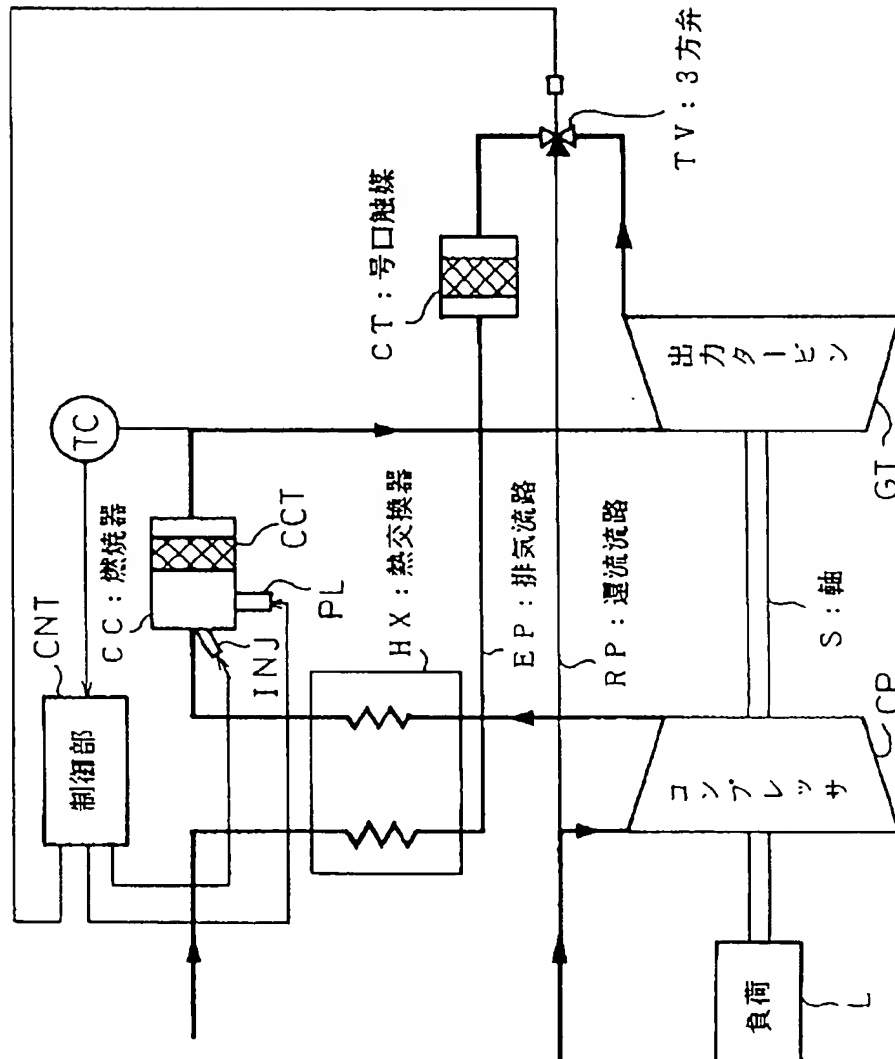 CNT
制御部
TC
CC:燃焼器
CCT
INJ
PL
HX:熱交換器
EP:排気流路
RP:還流流路
CT:号口触媒
TV:3方弁
出力タービン
GT
S:軸
コンプレッサ
CP
負荷
L